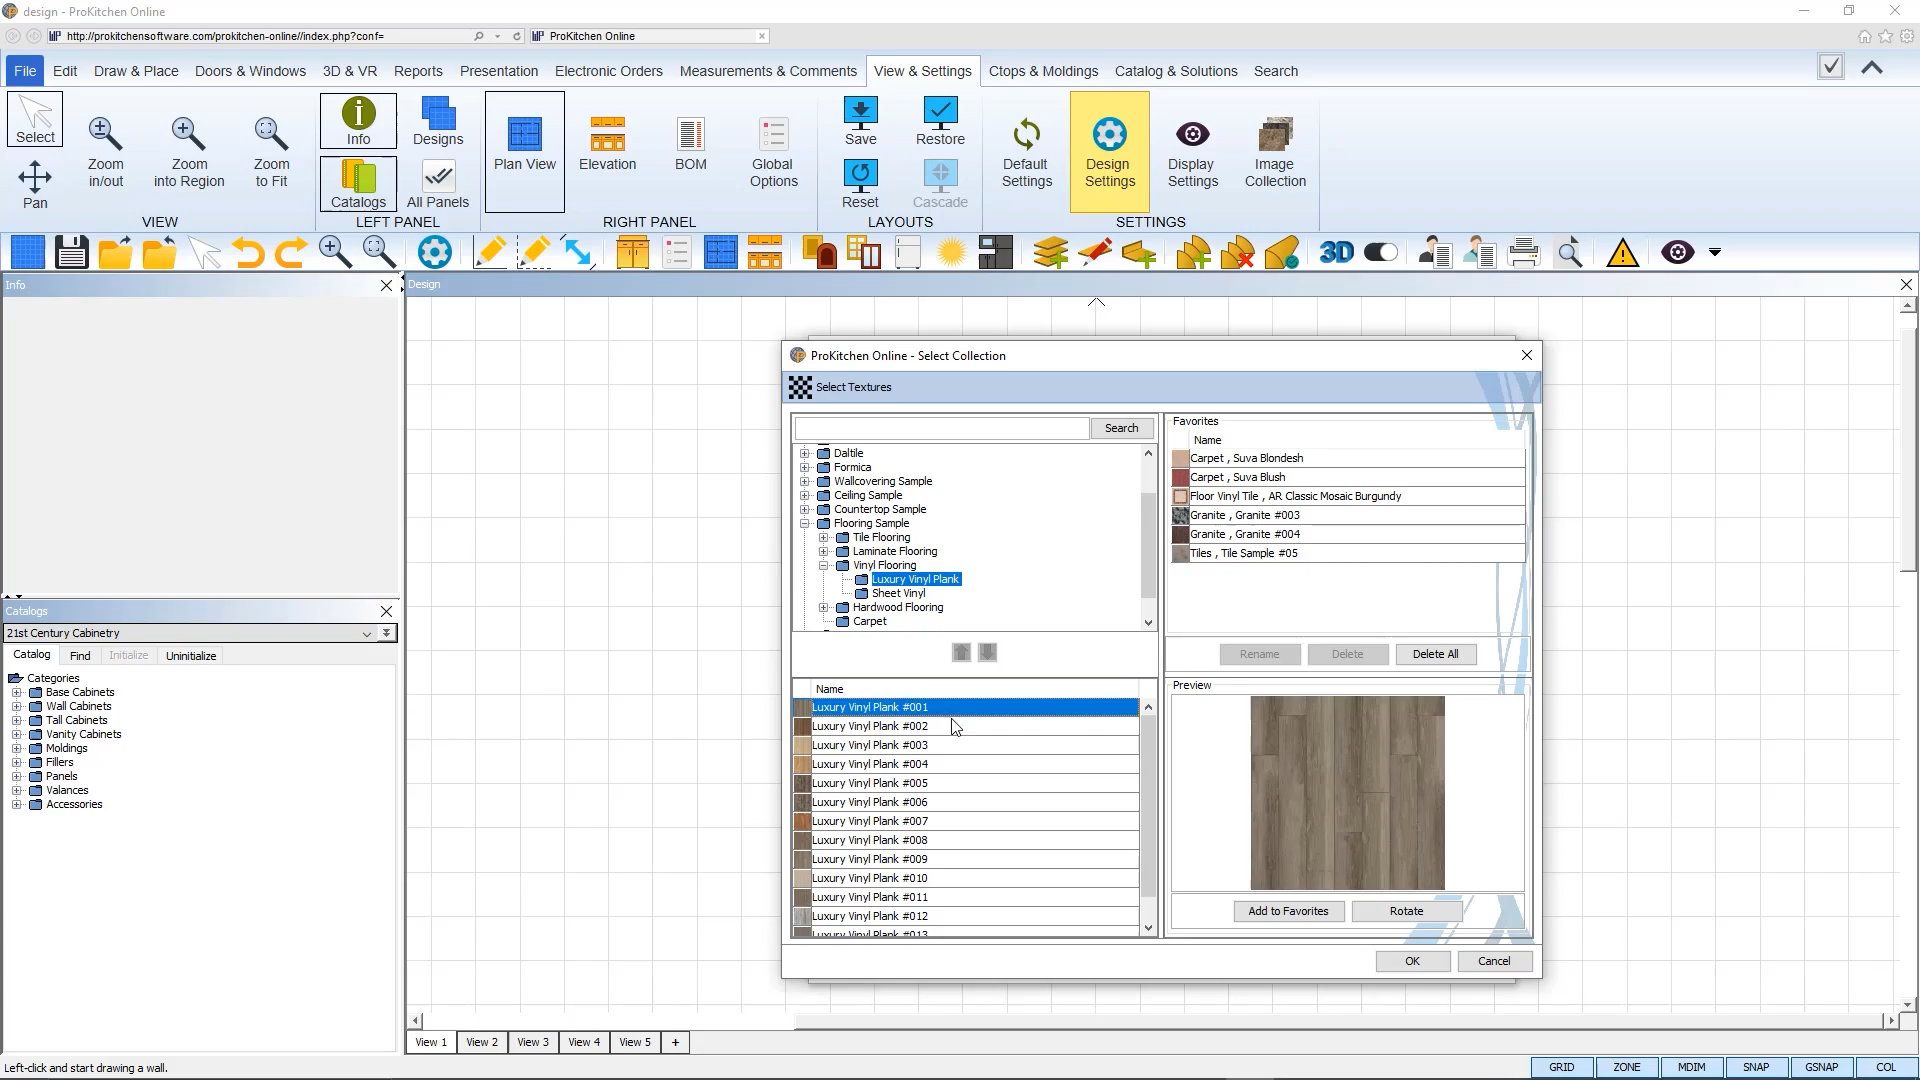 design - ProKitchen Online
http://prokitchensoftware.com/prokitchen-online//index.php?conf=
ProKitchen Online
File
Edit
Draw & Place
Doors & Windows
3D & VR
Reports
Presentation
Electronic Orders
Measurements & Comments
View & Settings
Ctops & Moldings
Catalog & Solutions
Search
Select
Pan
Zoom
in/out
Zoom
into Region
Zoom
to Fit
VIEW
Info
Catalogs
Designs
All Panels
LEFT PANEL
Plan View
Elevation
BOM
Global
Options
RIGHT PANEL
Save
Restore
Reset
Cascade
LAYOUTS
Default
Settings
Design
Settings
Display
Settings
Image
Collection
SETTINGS
3D
Info
Design
Catalogs
21st Century Cabinetry
Catalog
Find
Initialize
Uninitialize
Categories
Base Cabinets
Wall Cabinets
Tall Cabinets
Vanity Cabinets
Moldings
Fillers
Panels
Valances
Accessories
ProKitchen Online - Select Collection
Select Textures
Search
Daltile
Formica
Wallcovering Sample
Ceiling Sample
Countertop Sample
Flooring Sample
Tile Flooring
Laminate Flooring
Vinyl Flooring
Luxury Vinyl Plank
Sheet Vinyl
Hardwood Flooring
Carpet
Name
Luxury Vinyl Plank #001
Luxury Vinyl Plank #002
Luxury Vinyl Plank #003
Luxury Vinyl Plank #004
Luxury Vinyl Plank #005
Luxury Vinyl Plank #006
Luxury Vinyl Plank #007
Luxury Vinyl Plank #008
Luxury Vinyl Plank #009
Luxury Vinyl Plank #010
Luxury Vinyl Plank #011
Luxury Vinyl Plank #012
Luxury Vinyl Plank #013
Favorites
Name
Carpet , Suva Blondesh
Carpet , Suva Blush
Floor Vinyl Tile , AR Classic Mosaic Burgundy
Granite , Granite #003
Granite , Granite #004
Tiles , Tile Sample #05
Rename
Delete
Delete All
Preview
Add to Favorites
Rotate
OK
Cancel
View 1
View 2
View 3
View 4
View 5
+
Left-click and start drawing a wall.
GRID
ZONE
MDIM
SNAP
GSNAP
COL